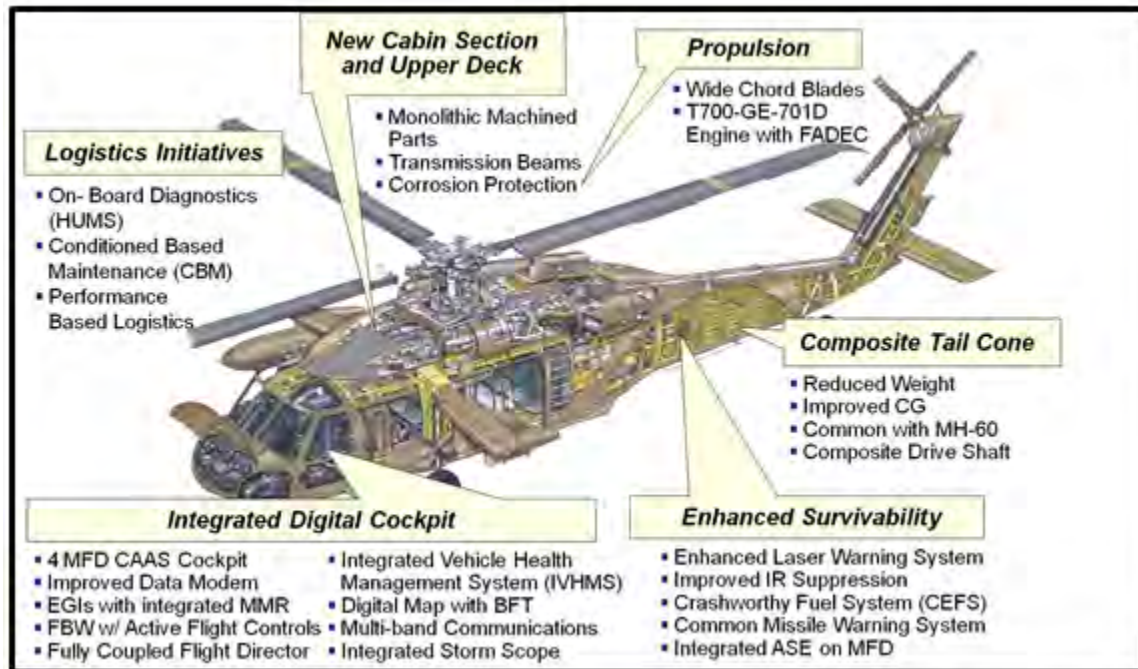 New Cabin Section
and Upper Deck
▪ Monolithic Machined
Parts
▪ Transmission Beams
▪ Corrosion Protection
Propulsion
▪ Wide Chord Blades
▪ T700-GE-701D
Engine with FADEC
Logistics Initiatives
▪ On- Board Diagnostics
(HUMS)
▪ Conditioned Based
Maintenance (CBM)
▪ Performance
Based Logistics
Composite Tail Cone
▪ Reduced Weight
▪ Improved CG
▪ Common with MH-60
▪ Composite Drive Shaft
Integrated Digital Cockpit
▪ 4 MFD CAAS Cockpit
▪ Improved Data Modem
▪ EGIs with integrated MMR
▪ FBW w/ Active Flight Controls
▪ Fully Coupled Flight Director
▪ Integrated Vehicle Health
Management System (IVHMS)
▪ Digital Map with BFT
▪ Multi-band Communications
▪ Integrated Storm Scope
Enhanced Survivability
▪ Enhanced Laser Warning System
▪ Improved IR Suppression
▪ Crashworthy Fuel System (CEFS)
▪ Common Missile Warning System
▪ Integrated ASE on MFD